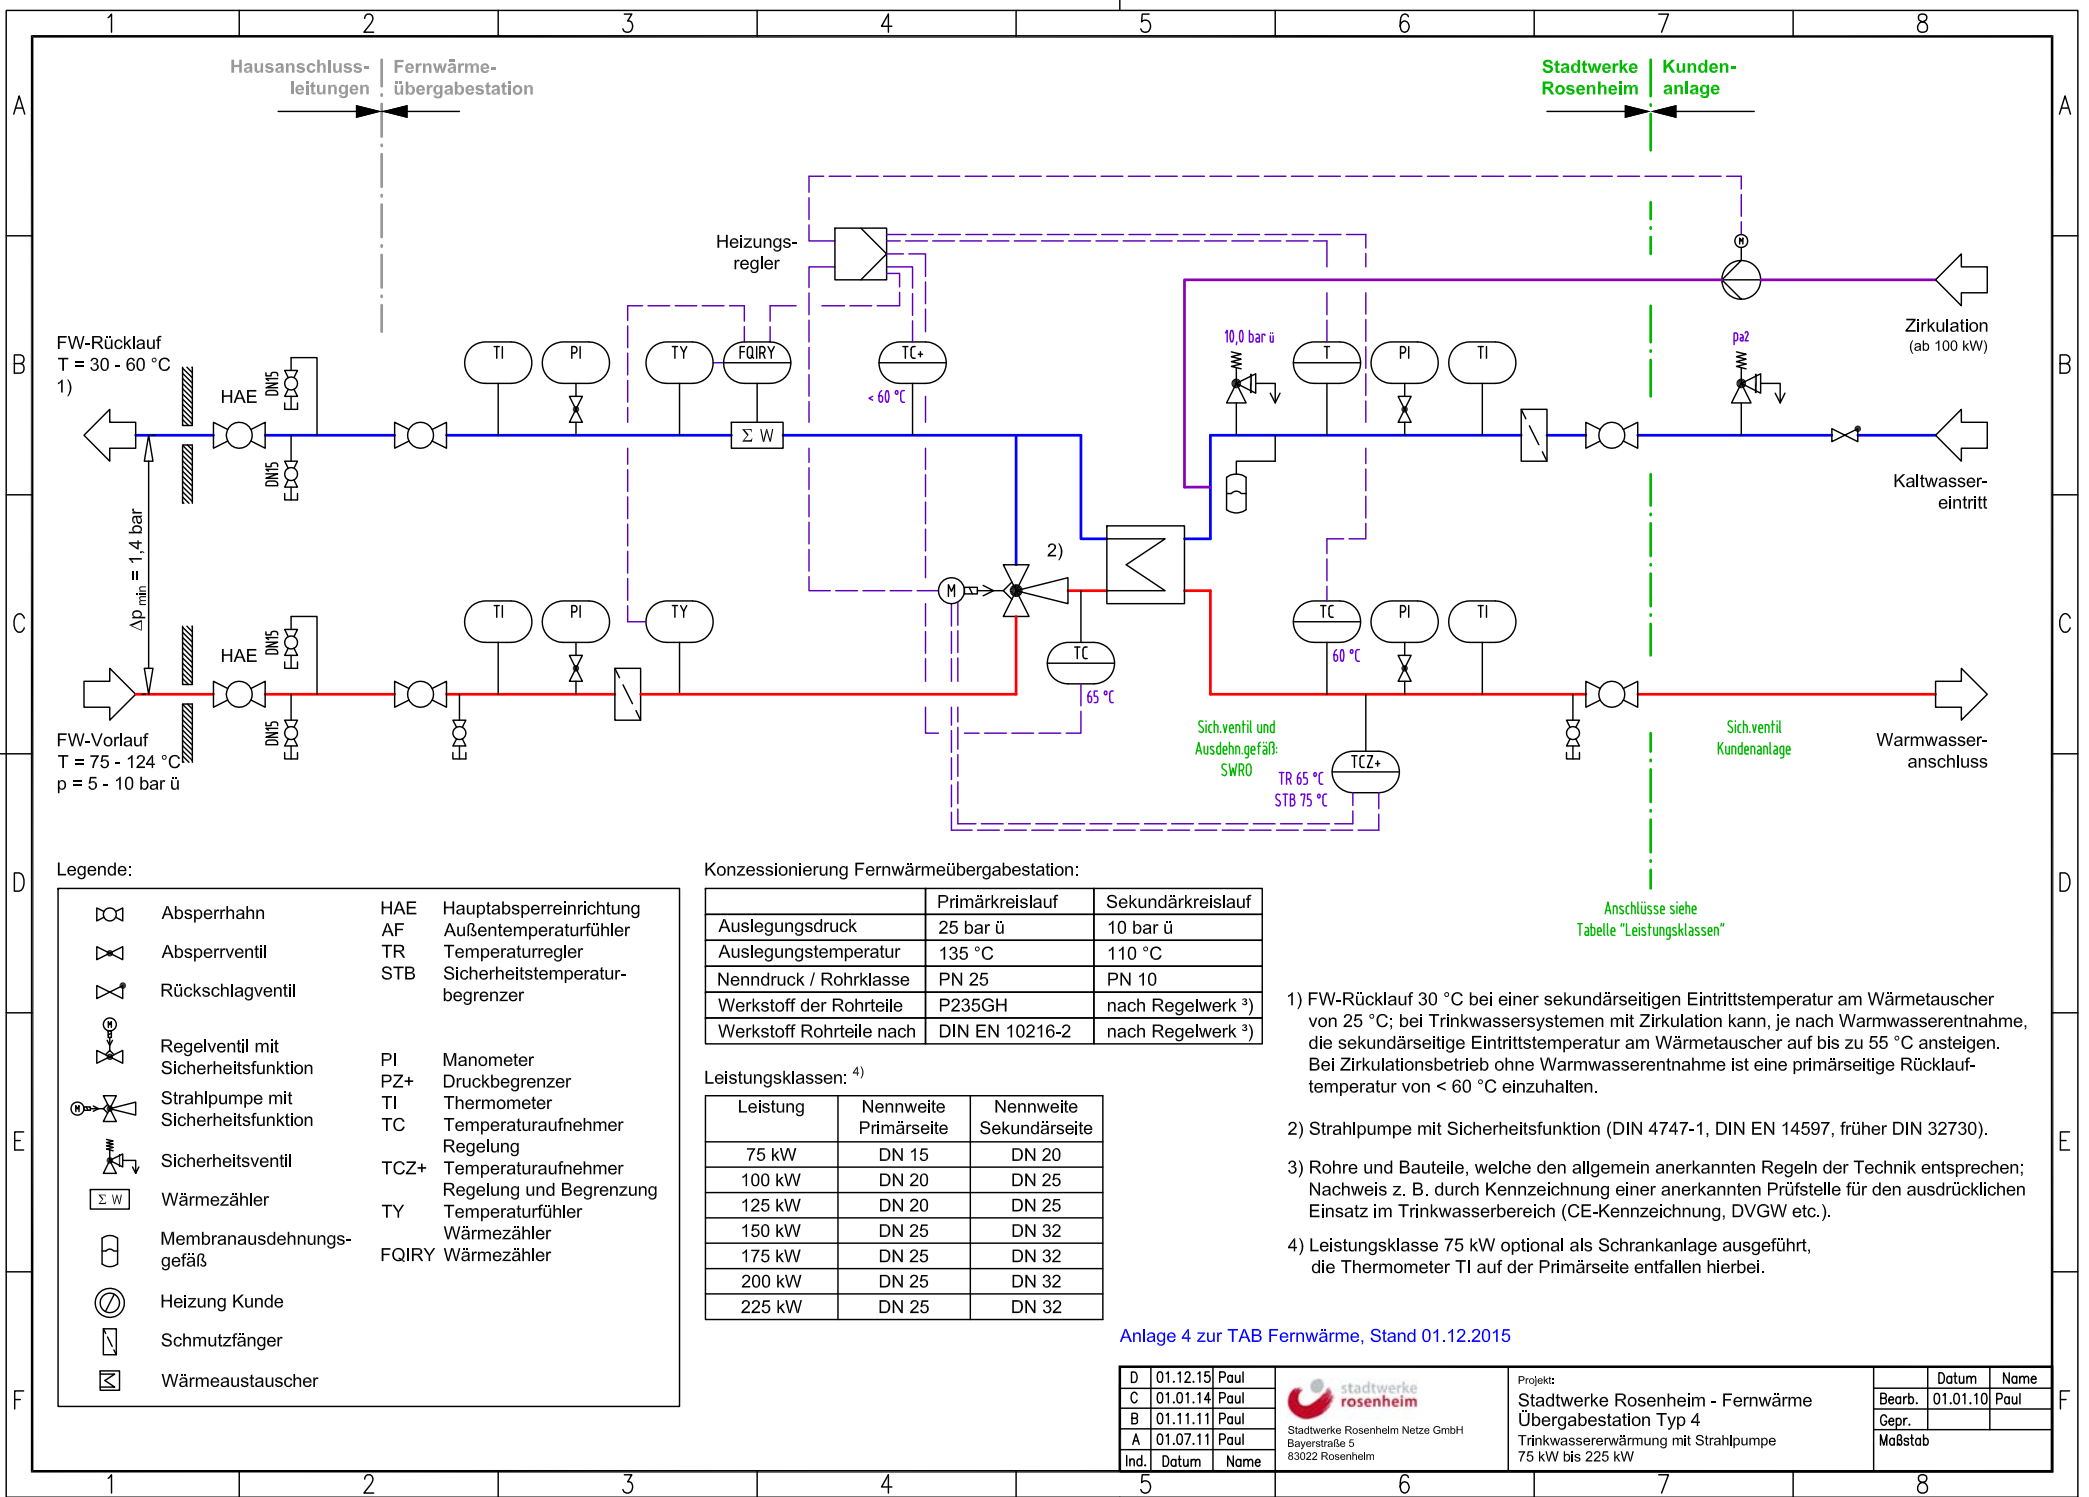 1 2 3 4 5 6 7 8
A A
B B
C C
D D
E E
F F
1 2 3 4 5 6 7 8
Hausanschluss-
leitungen
Fernwärme-
übergabestation
Stadtwerke
Rosenheim
Kunden-
anlage
Heizungs-
regler
FW-Rücklauf
T = 30 - 60 °C
1)
HAE
DN15
DN15
TI
PI
TY
FQIRY
TC+
< 60 °C
Σ W
10,0 bar ü
T
PI
TI
pa2
M
Zirkulation
(ab 100 kW)
Kaltwasser-
eintritt
Δp min = 1,4 bar
2)
M
HAE
DN15
DN15
TI
PI
TY
TC
65 °C
TC
60 °C
PI
TI
FW-Vorlauf
T = 75 - 124 °C
p = 5 - 10 bar ü
Sich.ventil und
Ausdehn.gefäß:
SWRO
TCZ+
TR 65 °C
STB 75 °C
Sich.ventil
Kundenanlage
Warmwasser-
anschluss
Anschlüsse siehe
Tabelle "Leistungsklassen"
Legende:
Absperrhahn
Absperrventil
Rückschlagventil
M
Regelventil mit
Sicherheitsfunktion
M
Strahlpumpe mit
Sicherheitsfunktion
Sicherheitsventil
Σ W Wärmezähler
Membranausdehnungs-
gefäß
Heizung Kunde
Schmutzfänger
Wärmeaustauscher
HAE Hauptabsperreinrichtung
AF Außentemperaturfühler
TR Temperaturregler
STB Sicherheitstemperatur-
begrenzer
PI Manometer
PZ+ Druckbegrenzer
TI Thermometer
TC Temperaturaufnehmer
Regelung
TCZ+ Temperaturaufnehmer
Regelung und Begrenzung
TY Temperaturfühler
Wärmezähler
FQIRY Wärmezähler
Konzessionierung Fernwärmeübergabestation:
Primärkreislauf Sekundärkreislauf
Auslegungsdruck 25 bar ü 10 bar ü
Auslegungstemperatur 135 °C 110 °C
Nenndruck / Rohrklasse PN 25 PN 10
Werkstoff der Rohrteile P235GH nach Regelwerk ³)
Werkstoff Rohrteile nach DIN EN 10216-2 nach Regelwerk ³)
Leistungsklassen: 4)
Leistung Nennweite Nennweite
Primärseite Sekundärseite
75 kW DN 15 DN 20
100 kW DN 20 DN 25
125 kW DN 20 DN 25
150 kW DN 25 DN 32
175 kW DN 25 DN 32
200 kW DN 25 DN 32
225 kW DN 25 DN 32
1) FW-Rücklauf 30 °C bei einer sekundärseitigen Eintrittstemperatur am Wärmetauscher
von 25 °C; bei Trinkwassersystemen mit Zirkulation kann, je nach Warmwasserentnahme,
die sekundärseitige Eintrittstemperatur am Wärmetauscher auf bis zu 55 °C ansteigen.
Bei Zirkulationsbetrieb ohne Warmwasserentnahme ist eine primärseitige Rücklauf-
temperatur von < 60 °C einzuhalten.
2) Strahlpumpe mit Sicherheitsfunktion (DIN 4747-1, DIN EN 14597, früher DIN 32730).
3) Rohre und Bauteile, welche den allgemein anerkannten Regeln der Technik entsprechen;
Nachweis z. B. durch Kennzeichnung einer anerkannten Prüfstelle für den ausdrücklichen
Einsatz im Trinkwasserbereich (CE-Kennzeichnung, DVGW etc.).
4) Leistungsklasse 75 kW optional als Schrankanlage ausgeführt,
die Thermometer TI auf der Primärseite entfallen hierbei.
Anlage 4 zur TAB Fernwärme, Stand 01.12.2015
D 01.12.15 Paul
C 01.01.14 Paul
B 01.11.11 Paul
A 01.07.11 Paul
Ind. Datum Name
stadtwerke
rosenheim
Stadtwerke Rosenheim Netze GmbH
Bayerstraße 5
83022 Rosenheim
Projekt:
Stadtwerke Rosenheim - Fernwärme
Übergabestation Typ 4
Trinkwassererwärmung mit Strahlpumpe
75 kW bis 225 kW
Datum Name
Bearb. 01.01.10 Paul
Gepr.
Maßstab